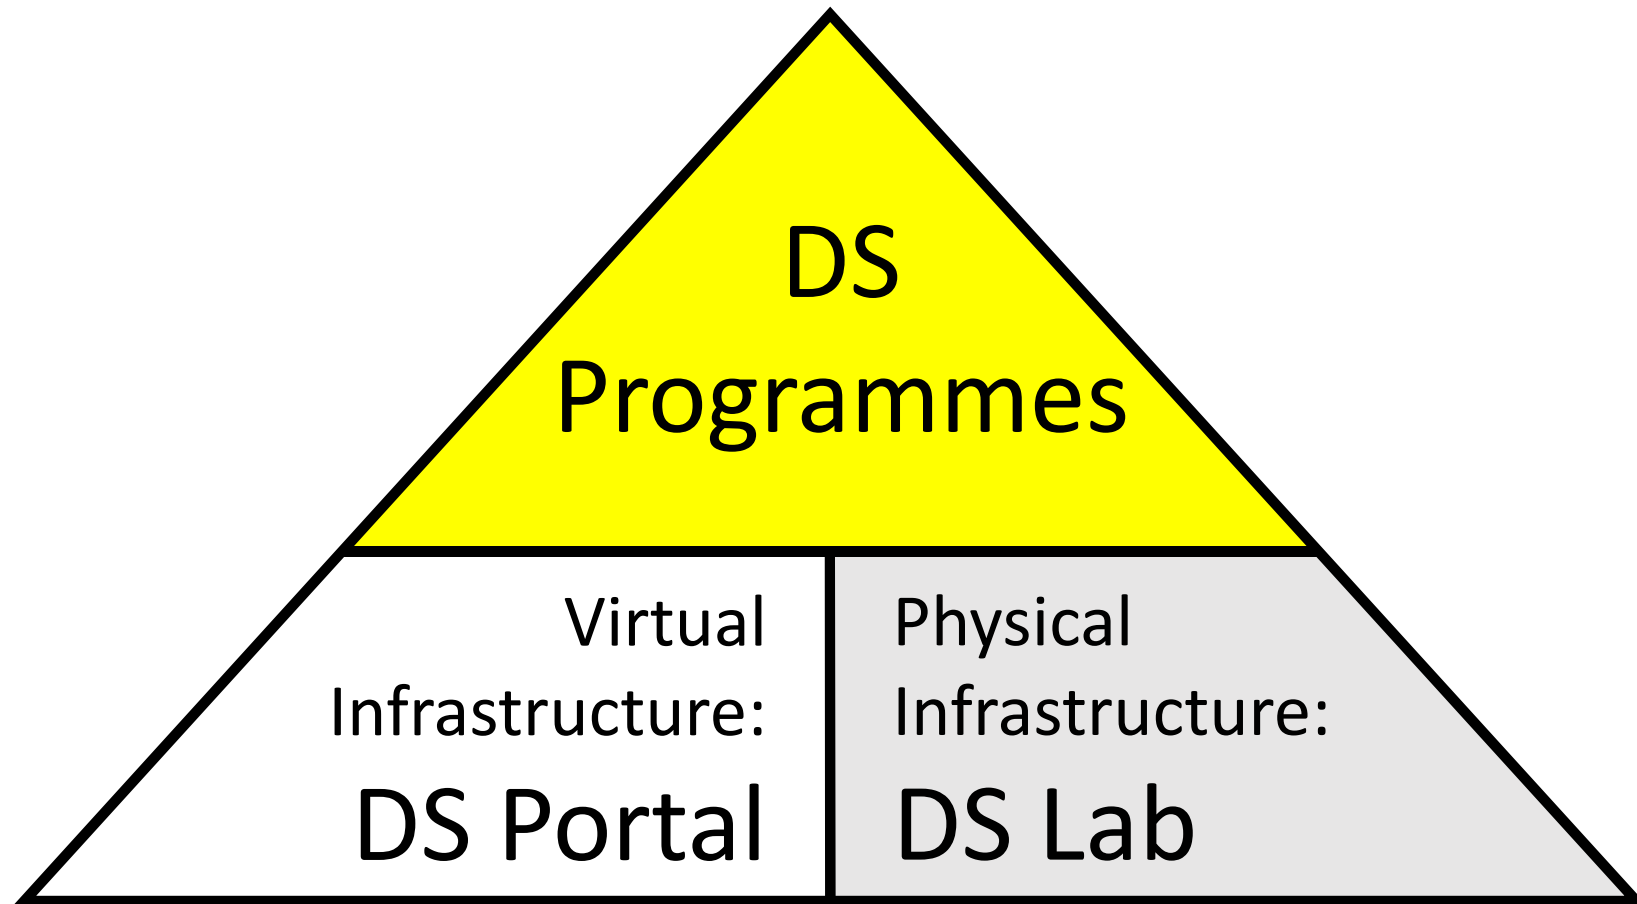 DS
Programmes
Virtual
Infrastructure:
DS Portal
Physical
Infrastructure:
DS Lab